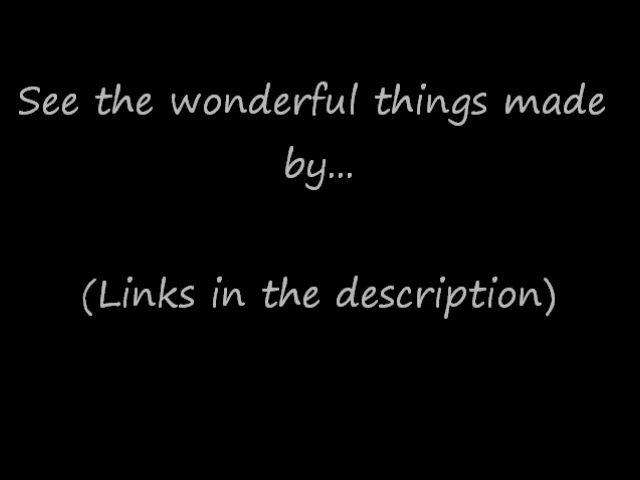 See the wonderful things made
by...
(Links in the description)